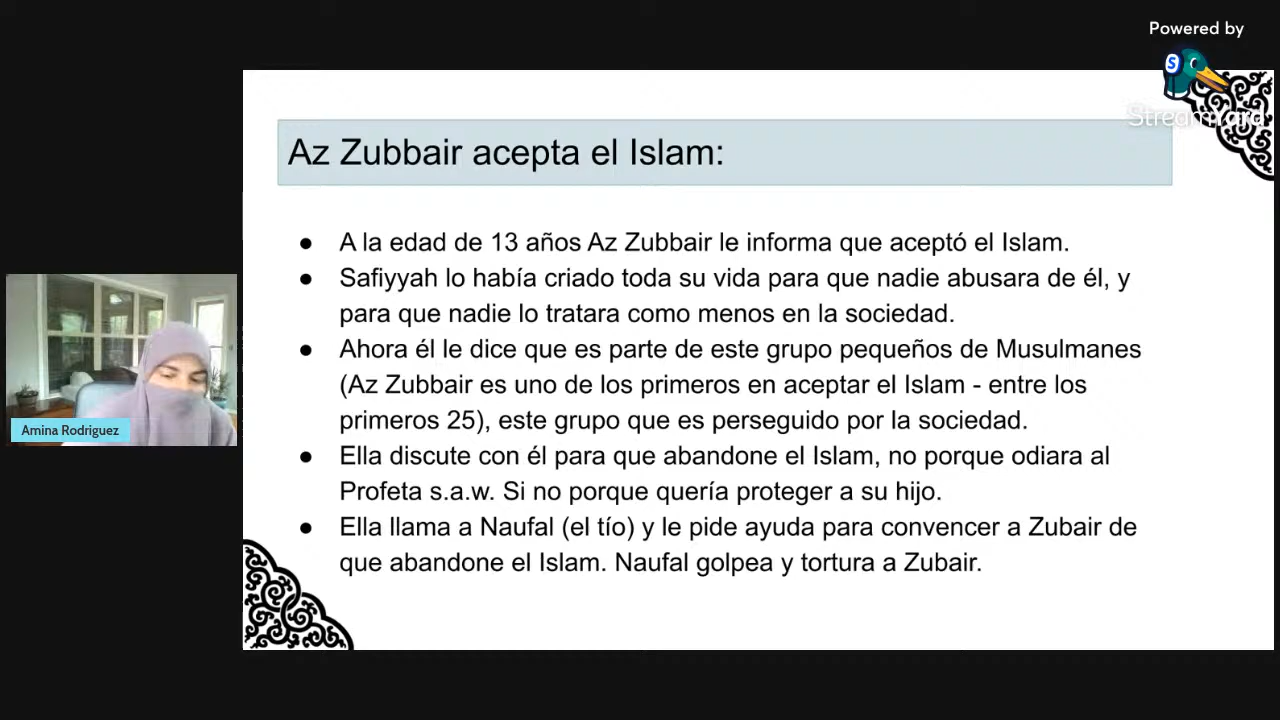 Powered by
StreamYard
Az Zubbair acepta el Islam:
● A la edad de 13 años Az Zubbair le informa que aceptó el Islam.
● Safiyyah lo había criado toda su vida para que nadie abusara de él, y
para que nadie lo tratara como menos en la sociedad.
● Ahora él le dice que es parte de este grupo pequeños de Musulmanes
(Az Zubbair es uno de los primeros en aceptar el Islam - entre los
primeros 25), este grupo que es perseguido por la sociedad.
● Ella discute con él para que abandone el Islam, no porque odiara al
Profeta s.a.w. Si no porque quería proteger a su hijo.
● Ella llama a Naufal (el tío) y le pide ayuda para convencer a Zubair de
que abandone el Islam. Naufal golpea y tortura a Zubair.
Amina Rodriguez